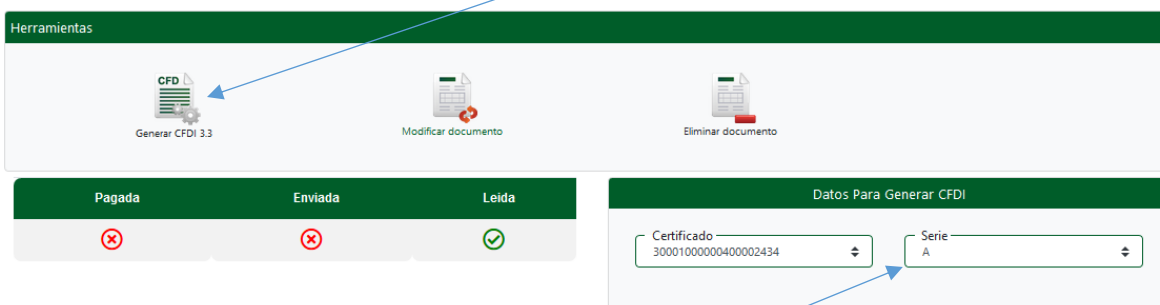 Herramientas
CFD
Generar CFDI 3.3
Modificar documento
Eliminar documento
Pagada Enviada Leida
Datos Para Generar CFDI
Certificado Serie
30001000000400002434 A